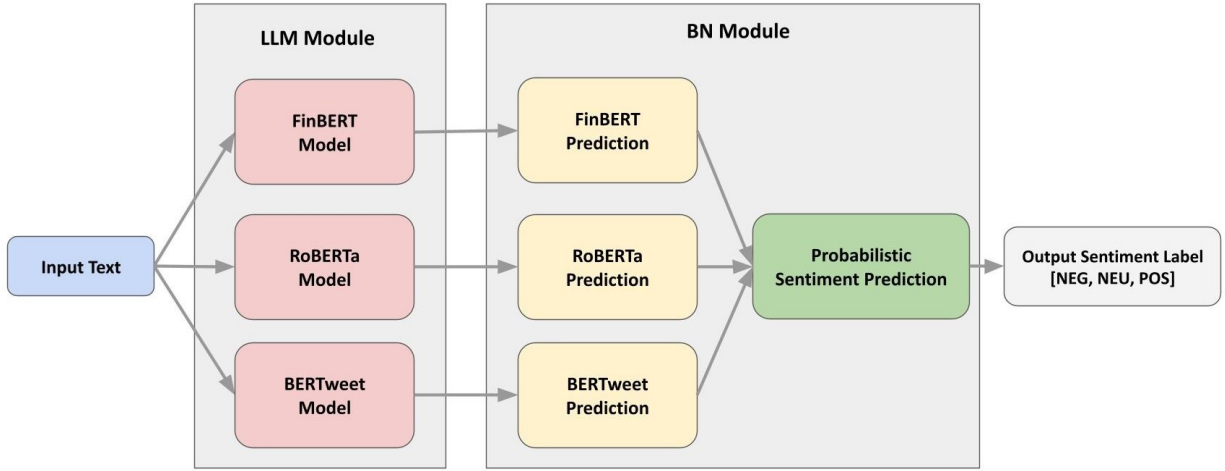 LLM Module
BN Module
FinBERT
Model
FinBERT
Prediction
Input Text
RoBERTa
Model
RoBERTa
Prediction
Probabilistic
Sentiment Prediction
Output Sentiment Label
[NEG, NEU, POS]
BERTweet
Model
BERTweet
Prediction